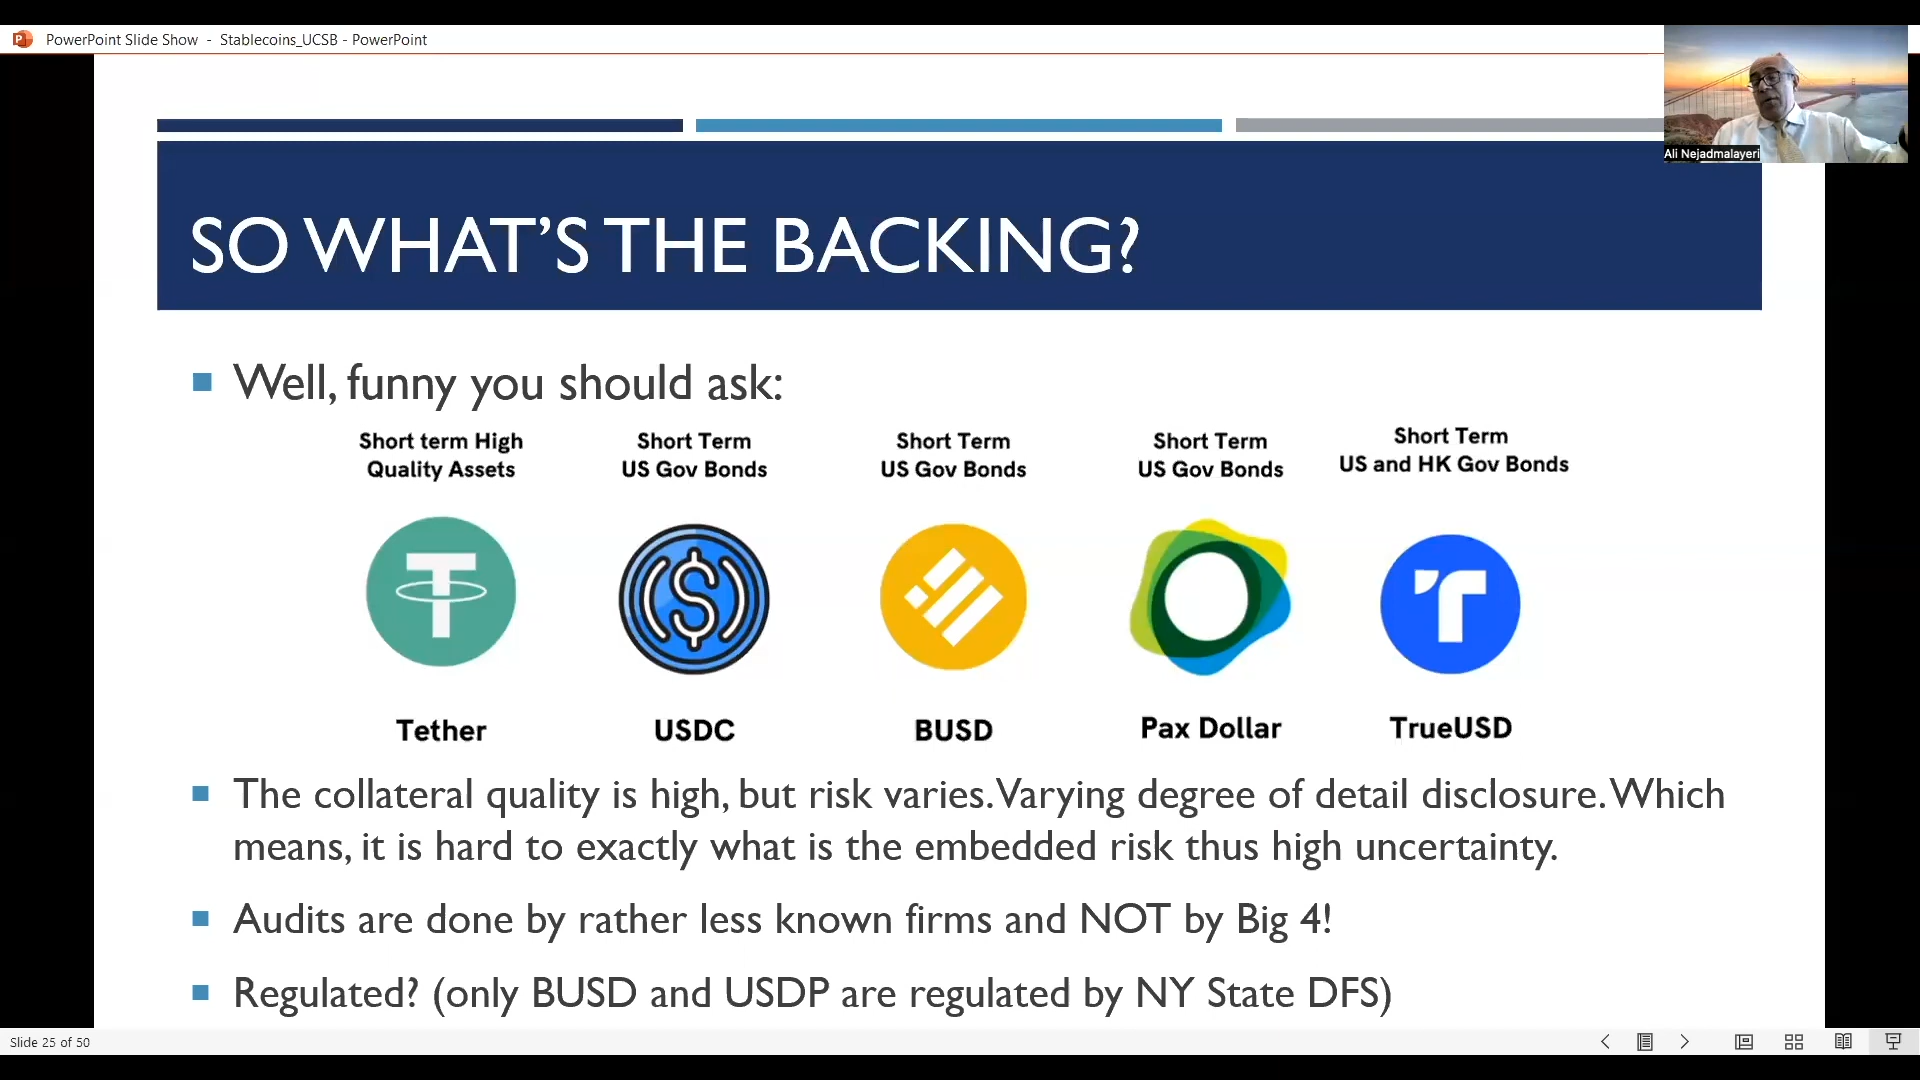 PowerPoint Slide Show - Stablecoins_UCSB - PowerPoint
Ali Nejadmalayeri
SO WHAT'S THE BACKING?
Well, funny you should ask:
Short term High
Quality Assets
Short Term
US Gov Bonds
Short Term
US Gov Bonds
Short Term
US Gov Bonds
Short Term
US and HK Gov Bonds
Tether
USDC
BUSD
Pax Dollar
TrueUSD
The collateral quality is high, but risk varies. Varying degree of detail disclosure. Which
means, it is hard to exactly what is the embedded risk thus high uncertainty.
Audits are done by rather less known firms and NOT by Big 4!
Regulated? (only BUSD and USDP are regulated by NY State DFS)
Slide 25 of 50